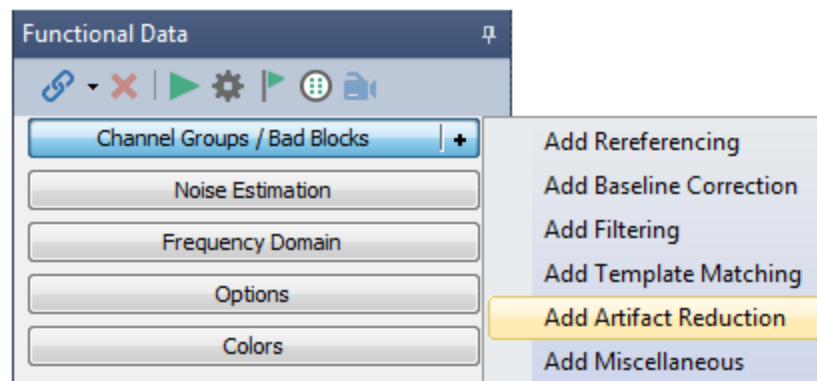 Functional Data
Channel Groups / Bad Blocks
Noise Estimation
Frequency Domain
Options
Colors
Add Rereferencing
Add Baseline Correction
Add Filtering
Add Template Matching
Add Artifact Reduction
Add Miscellaneous